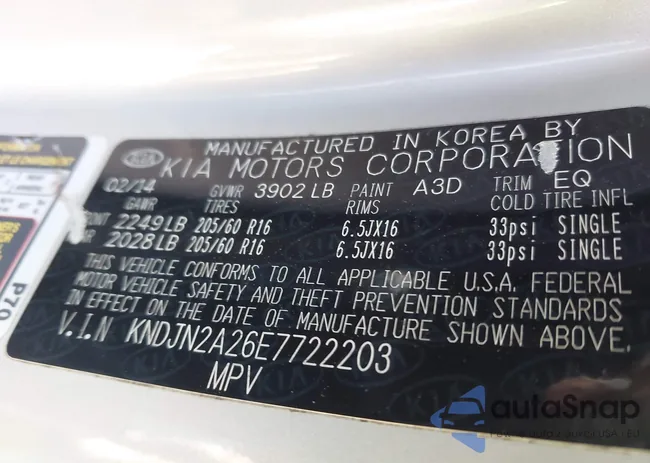 MANUFACTURED IN KOREA BY
KIA KIA MOTORS CORPORATION
02/14 GVWR 3902 LB PAINT A3D TRIM EQ
GAWR TIRES RIMS COLD TIRE INFL
2249 LB 205/60 R16 6.5JX16 33psi SINGLE
2028 LB 205/60 R16 6.5JX16 33psi SINGLE
THIS VEHICLE CONFORMS TO ALL APPLICABLE U.S.A. FEDERAL
MOTOR VEHICLE SAFETY AND THEFT PREVENTION STANDARDS
IN EFFECT ON THE DATE OF MANUFACTURE SHOWN ABOVE.
V.I.N KNDJN2A26E7722203
MPV
P70
autoSnap